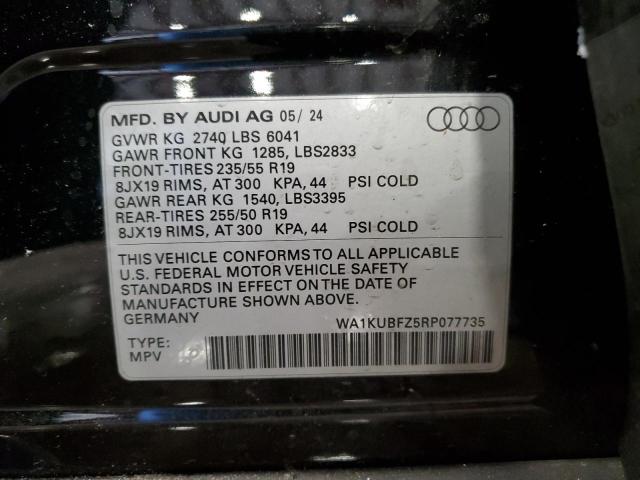 MFD. BY AUDI AG 05/ 24
GVWR KG 2740 LBS 6041
GAWR FRONT KG 1285, LBS2833
FRONT-TIRES 235/55 R19
8JX19 RIMS, AT 300 KPA, 44 PSI COLD
GAWR REAR KG 1540, LBS3395
REAR-TIRES 255/50 R19
8JX19 RIMS, AT 300 KPA, 44 PSI COLD
THIS VEHICLE CONFORMS TO ALL APPLICABLE
U.S. FEDERAL MOTOR VEHICLE SAFETY
STANDARDS IN EFFECT ON THE DATE OF
MANUFACTURE SHOWN ABOVE.
GERMANY WA1KUBFZ5RP077735
TYPE:
MPV